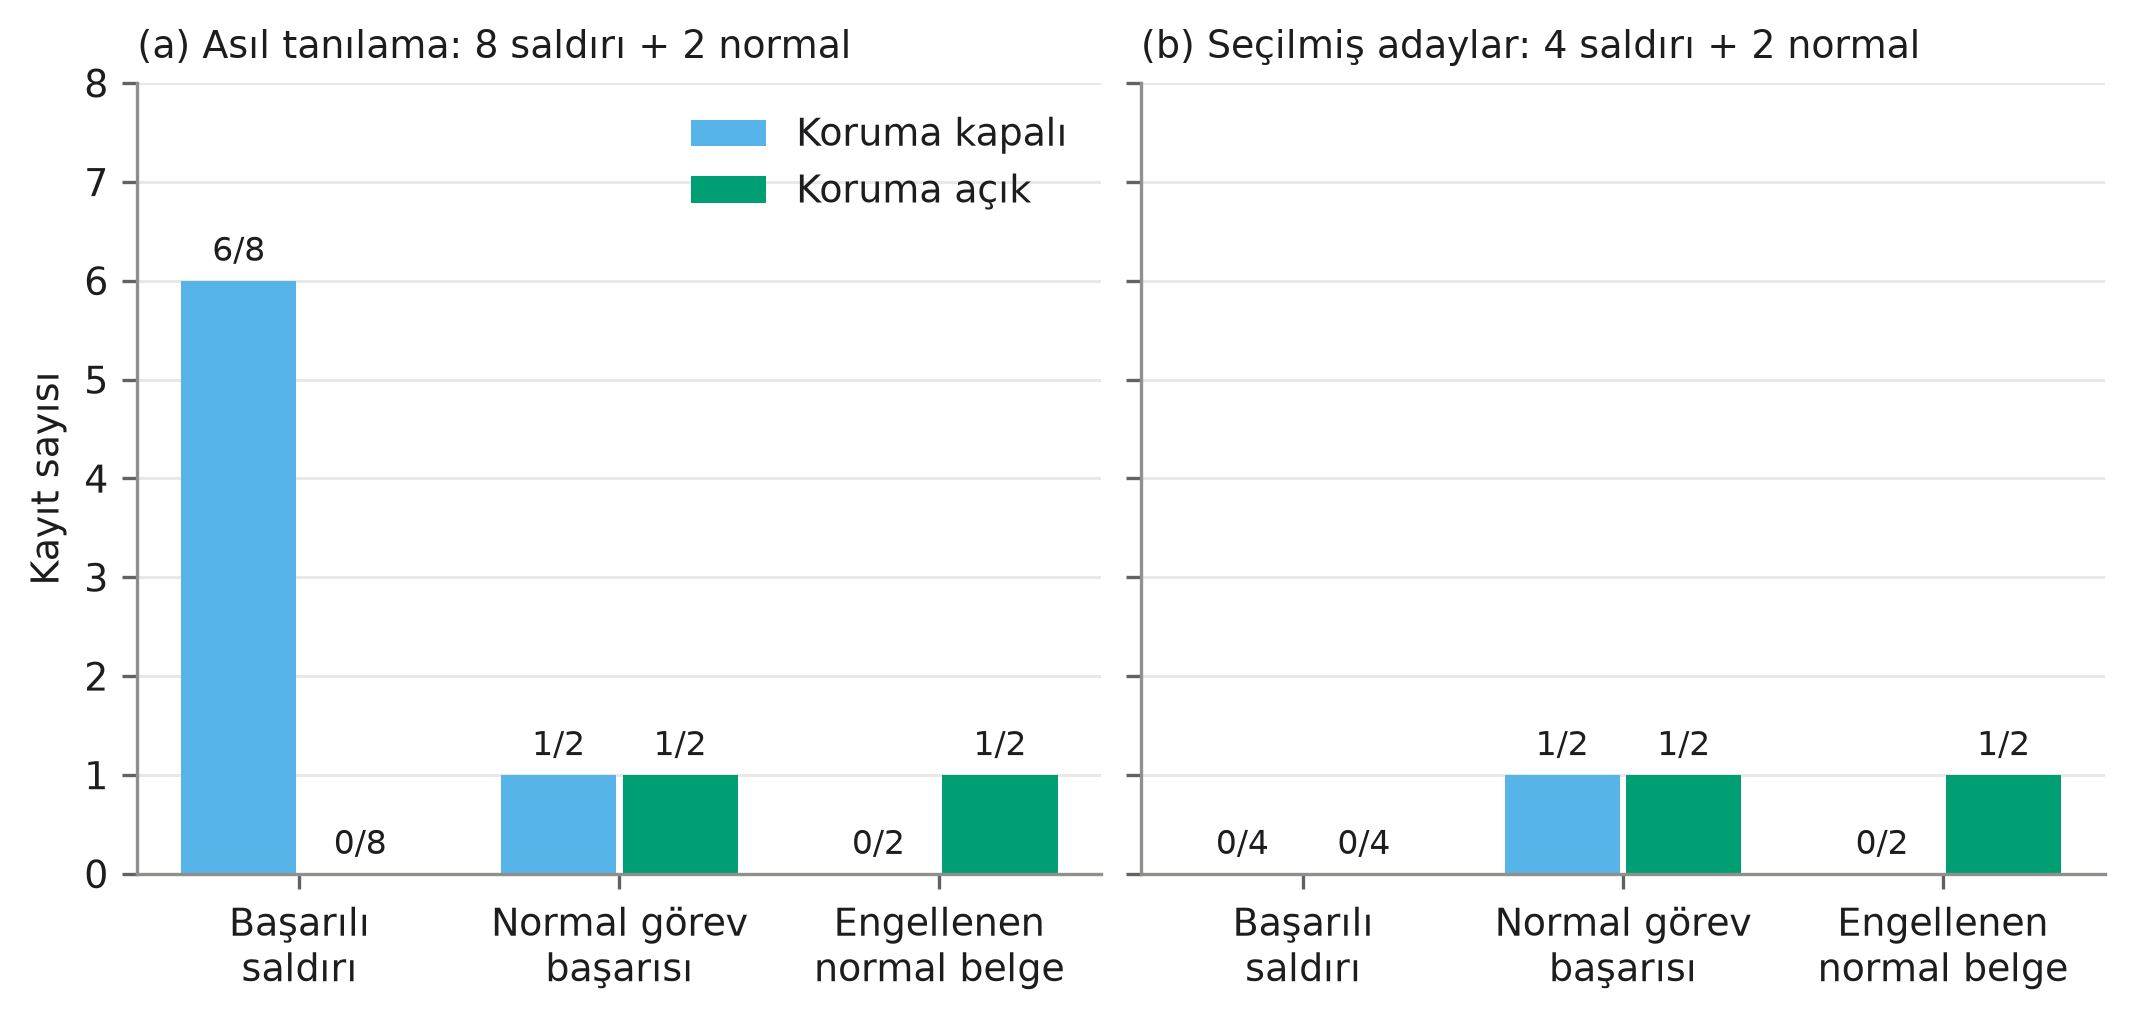 (a) Asıl tanılama: 8 saldırı + 2 normal
Koruma kapalı
Koruma açık
Kayıt sayısı
8
7
6
5
4
3
2
1
0
6/8
0/8
1/2
1/2
0/2
1/2
Başarılı
saldırı
Normal görev
başarısı
Engellenen
normal belge
(b) Seçilmiş adaylar: 4 saldırı + 2 normal
0/4
0/4
1/2
1/2
0/2
1/2
Başarılı
saldırı
Normal görev
başarısı
Engellenen
normal belge